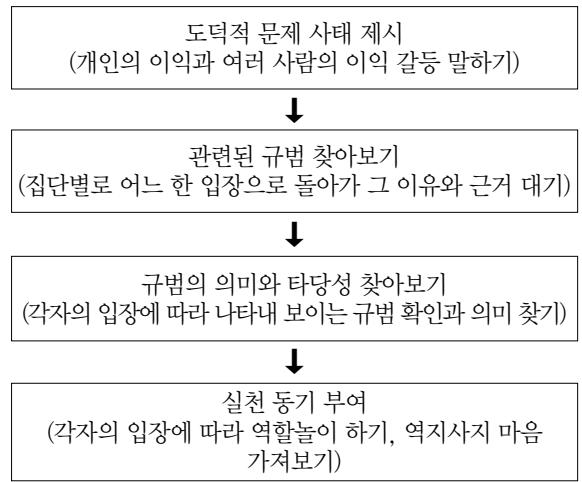 도덕적 문제 사태 제시
(개인의 이익과 여러 사람의 이익 갈등 말하기)
관련된 규범 찾아보기
(집단별로 어느 한 입장으로 돌아가 그 이유와 근거 대기)
규범의 의미와 타당성 찾아보기
(각자의 입장에 따라 나타내 보이는 규범 확인과 의미 찾기)
실천 동기 부여
(각자의 입장에 따라 역할놀이 하기, 역지사지 마음
가져보기)